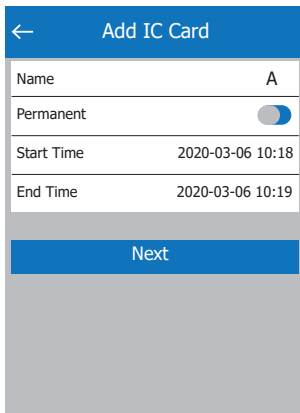 Add IC Card
Name A
Permanent
Start Time 2020-03-06 10:18
End Time 2020-03-06 10:19
Next